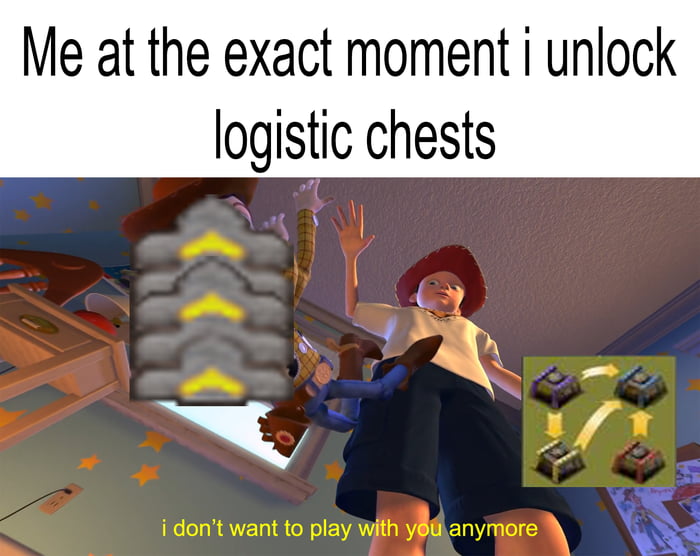 Me at the exact moment i unlock
logistic chests
i don't want to play with you anymore